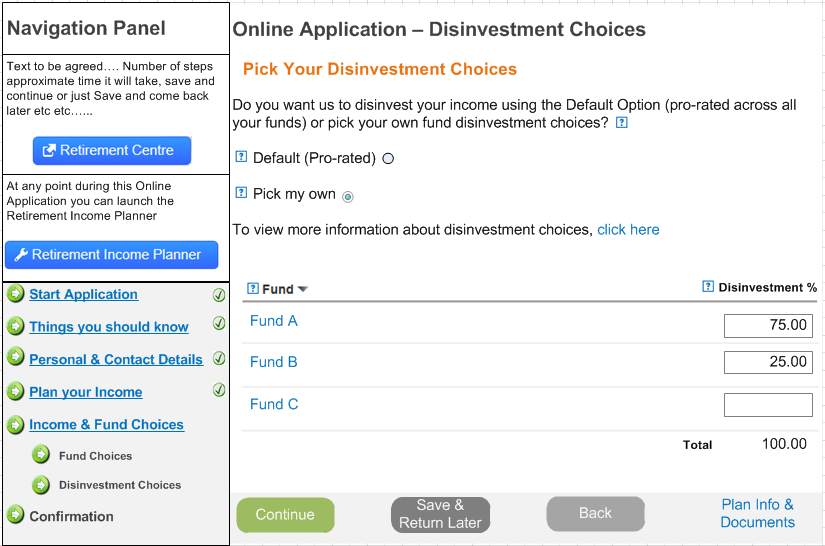 Navigation Panel
Text to be agreed…. Number of steps
approximate time it will take, save and
continue or just Save and come back
later etc etc…...
Retirement Centre
At any point during this Online
Application you can launch the
Retirement Income Planner
Retirement Income Planner
Start Application
Things you should know
Personal & Contact Details
Plan your Income
Income & Fund Choices
Fund Choices
Disinvestment Choices
Confirmation
Online Application – Disinvestment Choices
Pick Your Disinvestment Choices
Do you want us to disinvest your income using the Default Option (pro-rated across all
your funds) or pick your own fund disinvestment choices? ?
? Default (Pro-rated)
? Pick my own
To view more information about disinvestment choices, click here
? Fund ? Disinvestment %
Fund A 75.00
Fund B 25.00
Fund C
Total 100.00
Continue
Save &
Return Later
Back
Plan Info &
Documents